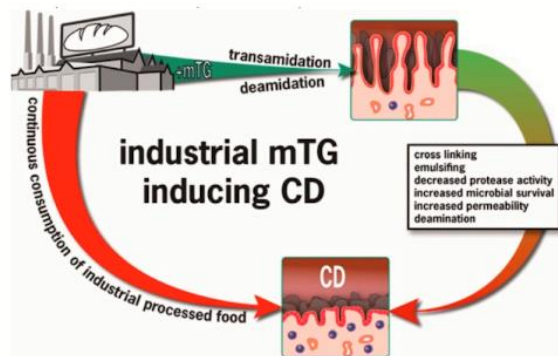 +mTG
transamidation
deamidation
industrial mTG
inducing CD
cross linking
emulsifing
decreased protease activity
increased microbial survival
increased permeability
deamination
continuous consumption of industrial processed food
CD